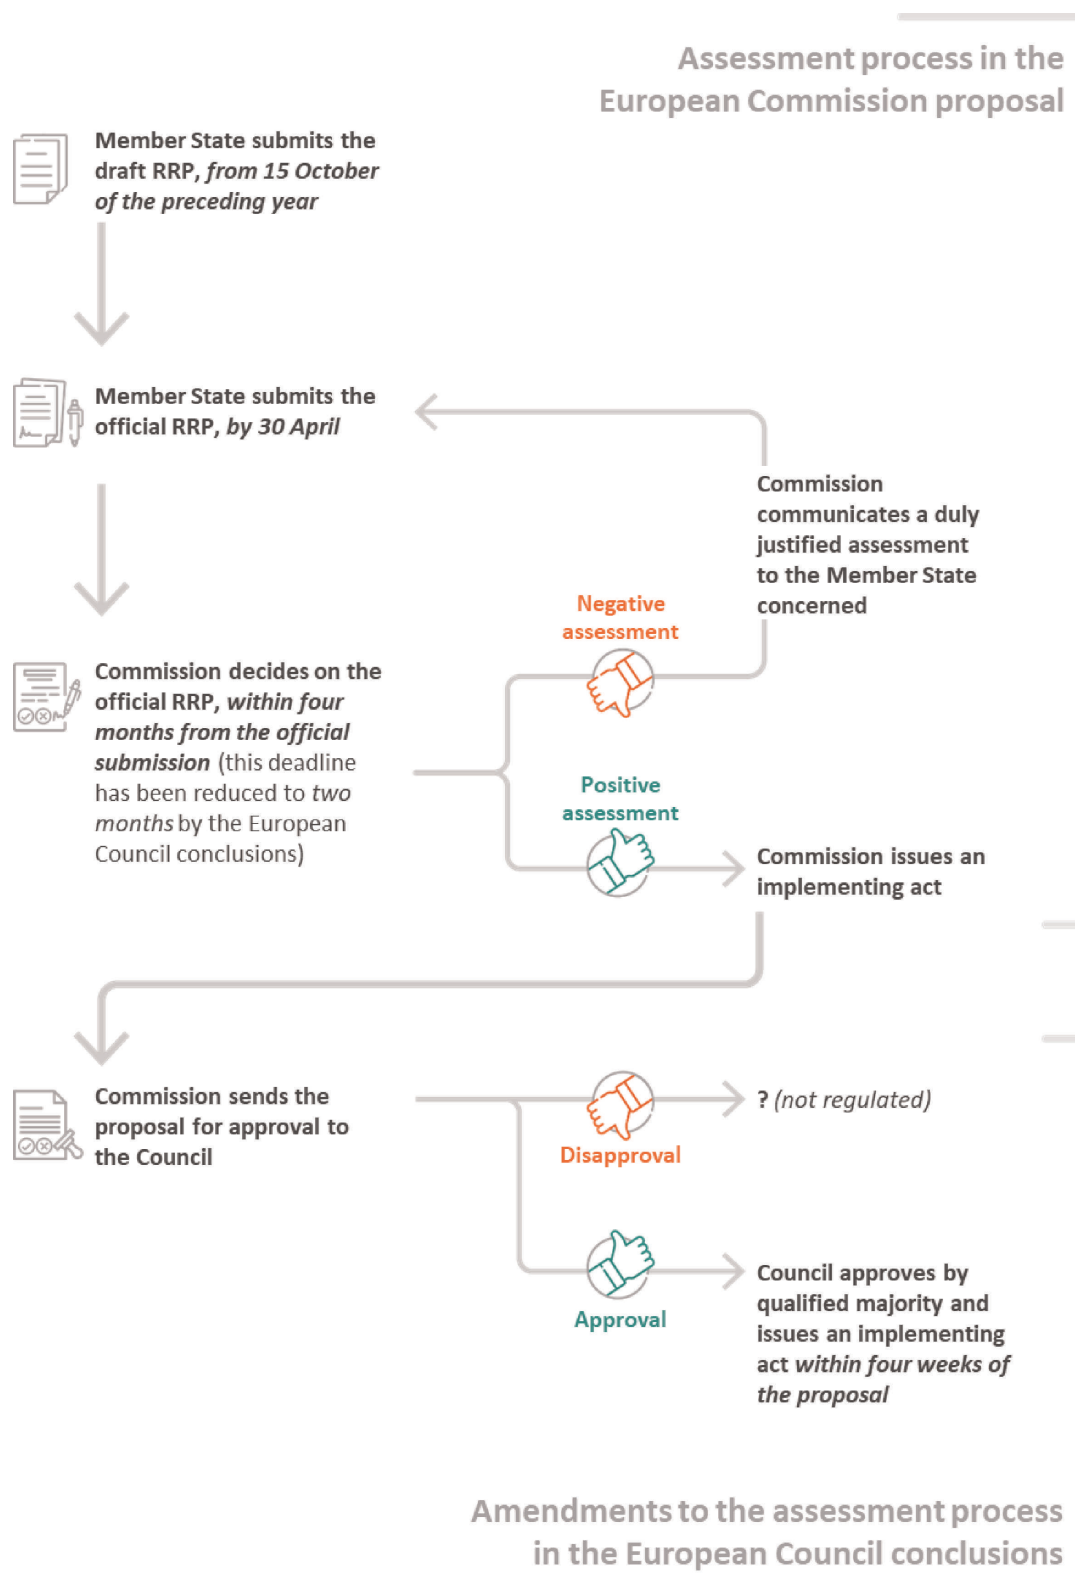 Assessment process in the
European Commission proposal
Member State submits the
draft RRP, from 15 October
of the preceding year
Member State submits the
official RRP, by 30 April
Commission
communicates a duly
justified assessment
to the Member State
concerned
Negative
assessment
Commission decides on the
official RRP, within four
months from the official
submission (this deadline
has been reduced to two
months by the European
Council conclusions)
Positive
assessment
Commission issues an
implementing act
Commission sends the
proposal for approval to
the Council
Disapproval
? (not regulated)
Approval
Council approves by
qualified majority and
issues an implementing
act within four weeks of
the proposal
Amendments to the assessment process
in the European Council conclusions